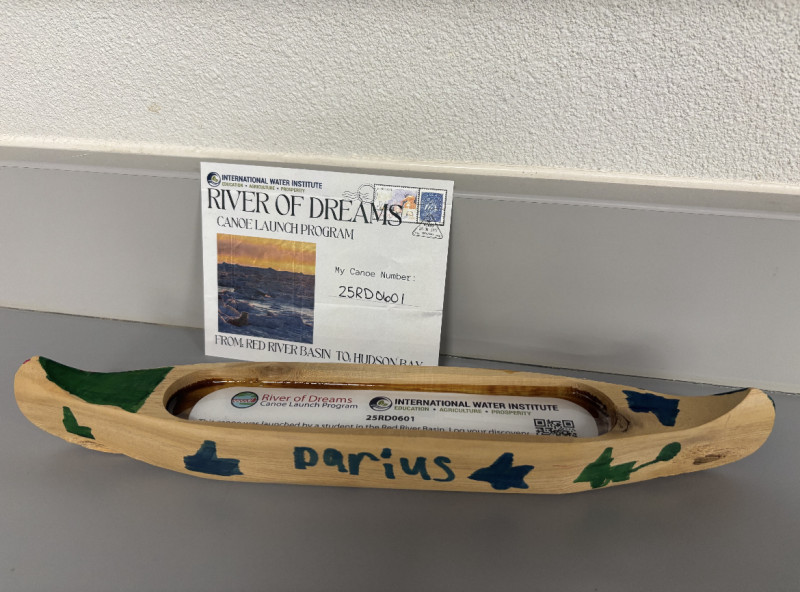 INTERNATIONAL WATER INSTITUTE
EDUCATION • AGRICULTURE • PROSPERITY
RIVER OF DREAMS
CANOE LAUNCH PROGRAM
My Canoe Number:
25RD0601
FROM: RED RIVER BASIN TO: HUDSON BAY
River of Dreams
Canoe Launch Program
INTERNATIONAL WATER INSTITUTE
EDUCATION • AGRICULTURE • PROSPERITY
25RD0601
was launched by a student in the Red River Basin. Log your discovery
Darius